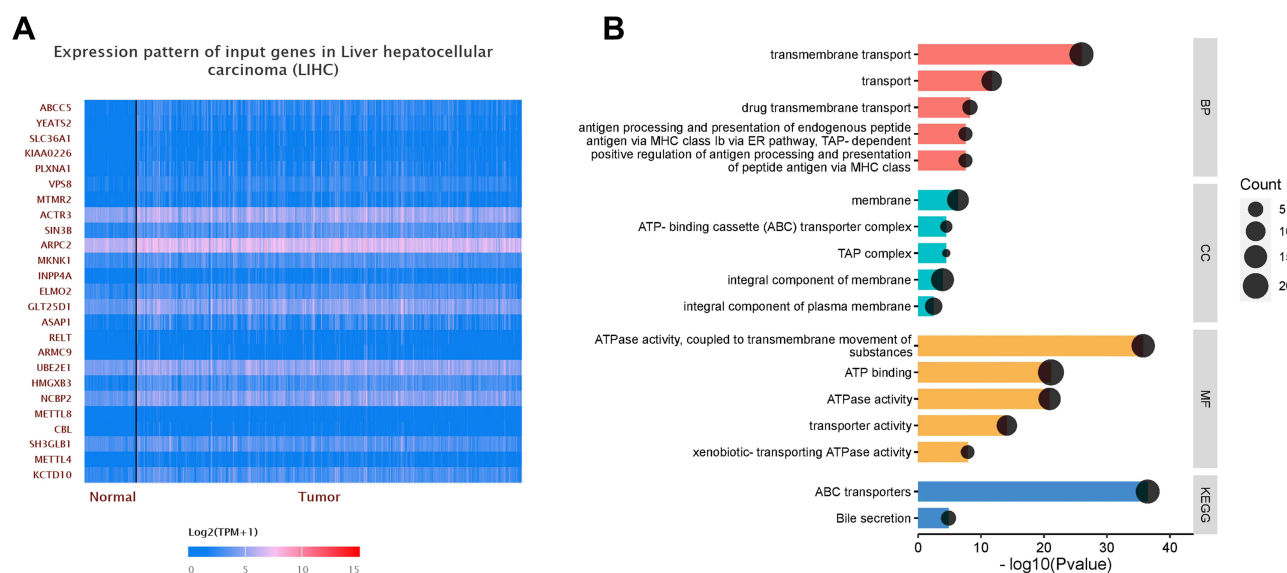 A
Expression pattern of input genes in Liver hepatocellular
carcinoma (LIHC)
ABCC5
YEATS2
SLC36A1
KIAA0226
PLXNA1
VPS8
MTMR2
ACTR3
SIN3B
ARPC2
MKNK1
INPP4A
ELMO2
GLT25D1
ASAP1
RELT
ARMC9
UBE2E1
HMGXB3
NCBP2
METTL8
CBL
SH3GLB1
METTL4
KCTD10
Normal
Tumor
Log2(TPM+1)
0 5 10 15
B
transmembrane transport
transport
drug transmembrane transport
antigen processing and presentation of endogenous peptide
antigen via MHC class Ib via ER pathway, TAP- dependent
positive regulation of antigen processing and presentation
of peptide antigen via MHC class
BP
membrane
ATP- binding cassette (ABC) transporter complex
TAP complex
integral component of membrane
integral component of plasma membrane
CC
ATPase activity, coupled to transmembrane movement of
substances
ATP binding
ATPase activity
transporter activity
xenobiotic- transporting ATPase activity
MF
ABC transporters
Bile secretion
KEGG
0 10 20 30 40
- log10(Pvalue)
Count
5
10
15
20